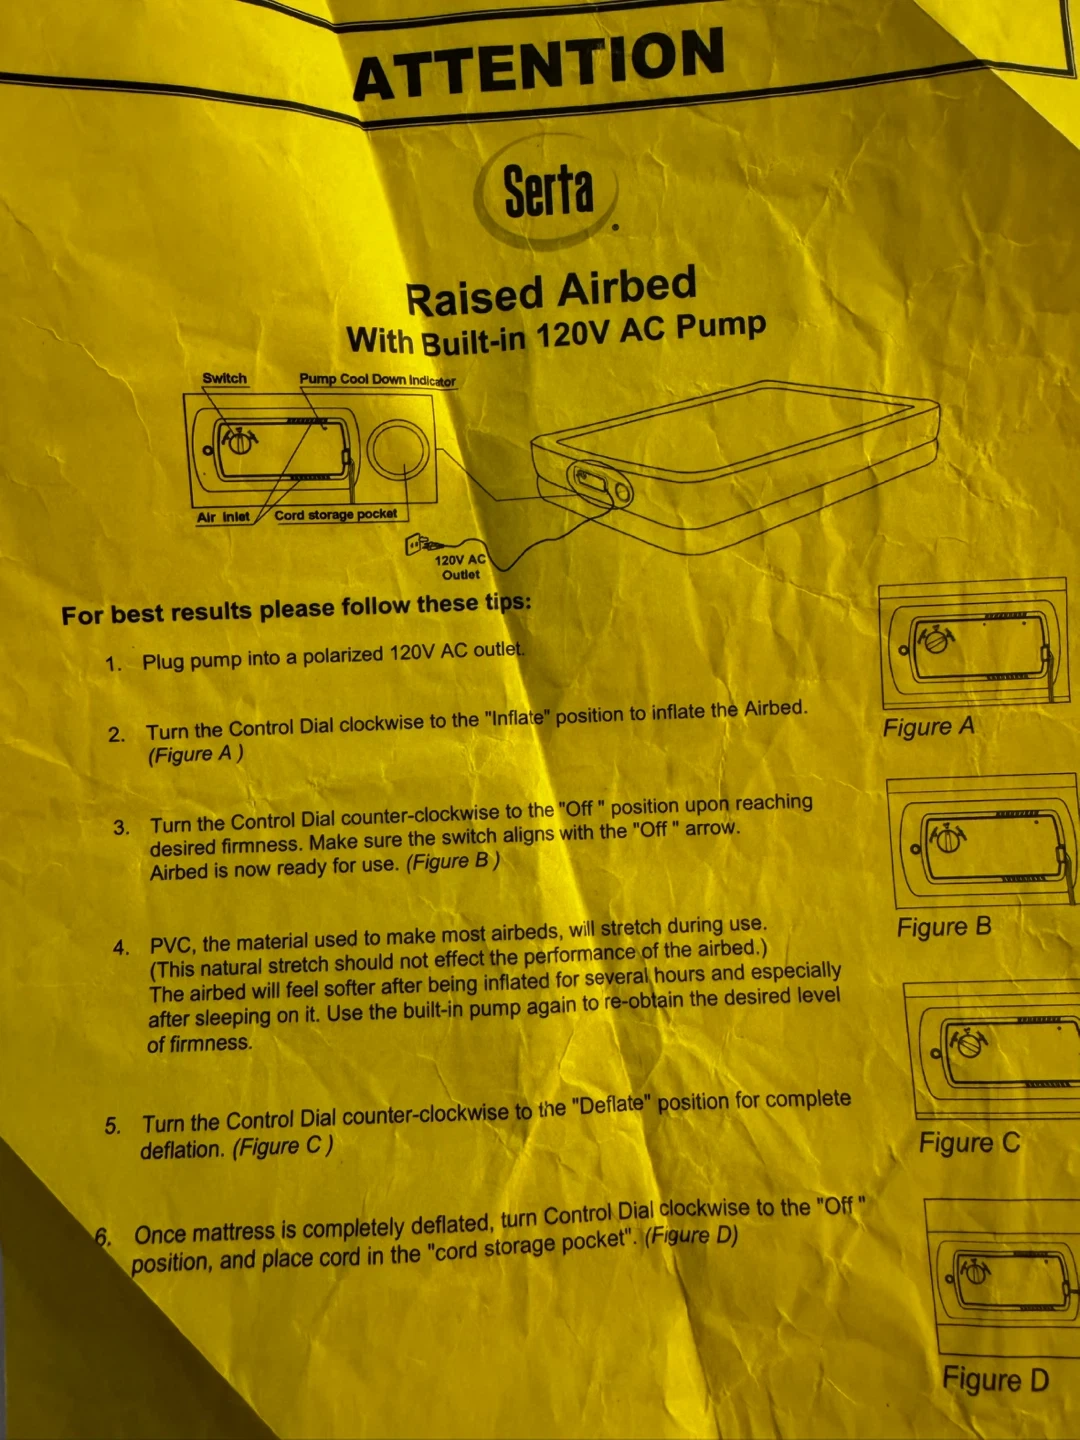 ATTENTION
Serta
Raised Airbed
With Built-in 120V AC Pump
Switch
Pump Cool Down Indicator
Air Inlet
Cord storage pocket
120V AC
Outlet
For best results please follow these tips:
1. Plug pump into a polarized 120V AC outlet.
2. Turn the Control Dial clockwise to the "Inflate" position to inflate the Airbed.
(Figure A )
Figure A
3. Turn the Control Dial counter-clockwise to the "Off " position upon reaching
desired firmness. Make sure the switch aligns with the "Off " arrow.
Airbed is now ready for use. (Figure B )
Figure B
4. PVC, the material used to make most airbeds, will stretch during use.
(This natural stretch should not effect the performance of the airbed.)
The airbed will feel softer after being inflated for several hours and especially
after sleeping on it. Use the built-in pump again to re-obtain the desired level
of firmness.
5. Turn the Control Dial counter-clockwise to the "Deflate" position for complete
deflation. (Figure C )
Figure C
6. Once mattress is completely deflated, turn Control Dial clockwise to the "Off "
position, and place cord in the "cord storage pocket". (Figure D)
Figure D